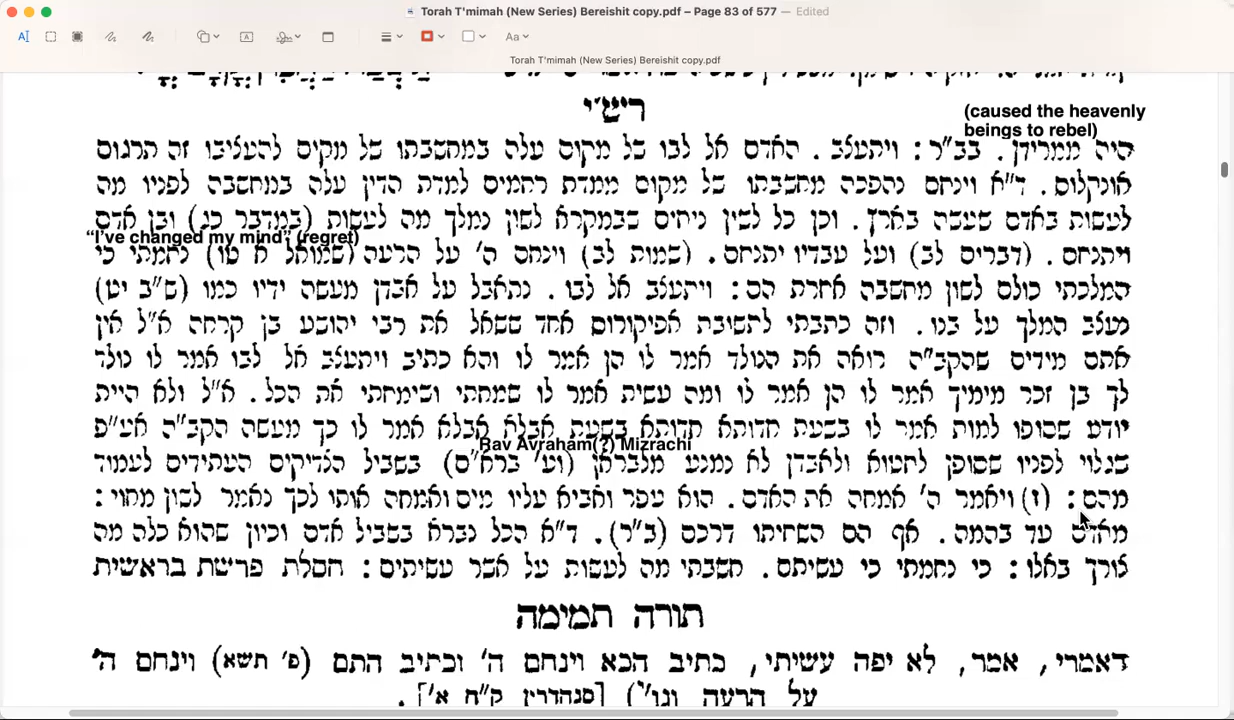 Torah T'mimah (New Series) Bereishit copy.pdf – Page 83 of 577 — Edited
Torah T'mimah (New Series) Bereishit copy.pdf
רש״י
(caused the heavenly
beings to rebel)
היה ממרידן. בב״ר : ויתעצב. האדם אל לבו של מקום עלה במחשבתו של מקום להעציבו זה תרגום
אונקלוס. ד״א וינחם נהפכה מחשבתו של מקום ממדת רחמים למדת הדין עלה במחשבה לפניו מה
לעשות באדם שעשה בארץ. וכן כל לשון ניחום שבמקרא לשון נמלך מה לעשות (במדבר כג) ובן אדם
“I’ve changed my mind” (regret)
ויתנחם. (דברים לב) ועל עבדיו יתנחם. (שמות לב) וינחם ה׳ על הרעה (שמואל א טו) נחמתי כי
המלכתי כולם לשון מחשבה אחרת הם : ויתעצב אל לבו. נתאבל על אבדן מעשה ידיו כמו (ש״ב יט)
נעצב המלך על בנו. וזה כתבתי לתשובת אפיקורוס אחד ששאל את רבי יהושע בן קרחה א״ל אין
אתם מודים שהקב״ה רואה את הנולד אמר לו הן אמר לו והא כתיב ויתעצב אל לבו אמר לו נולד
לך בן זכר מימיך אמר לו הן אמר לו ומה עשית אמר לו שמחתי ושימחתי את הכל. א״ל ולא היית
יודע שסופו למות אמר לו בשעת חדותא חדותא בשעת אבלא אבלא אמר לו כך מעשה הקב״ה אע״פ
Rav Avraham(?) Mizrachi
שגלוי לפניו שסופן לחטוא ולאבדן לא נמנע מלבראן (וע׳ ברא״ם) בשביל הצדיקים העתידים לעמוד
מהם : (ז) ויאמר ה׳ אמחה את האדם. הוא עפר ואביא עליו מים ואמחה אותו לכך נאמר לשון מחוי :
מאדם עד בהמה. אף הם השחיתו דרכם (ב״ר). ד״א הכל נברא בשביל אדם וכיון שהוא כלה מה
צורך באלו : כי נחמתי כי עשיתם. חשבתי מה לעשות על אשר עשיתים : חסלת פרשת בראשית
תורה תמימה
דאמרי, אמר, לא יפה עשיתי, כתיב הכא וינחם ה׳ וכתיב התם (פ׳ תשא) וינחם ה׳
על הרעה וגו׳) [סנהדרין ק״ח א׳].